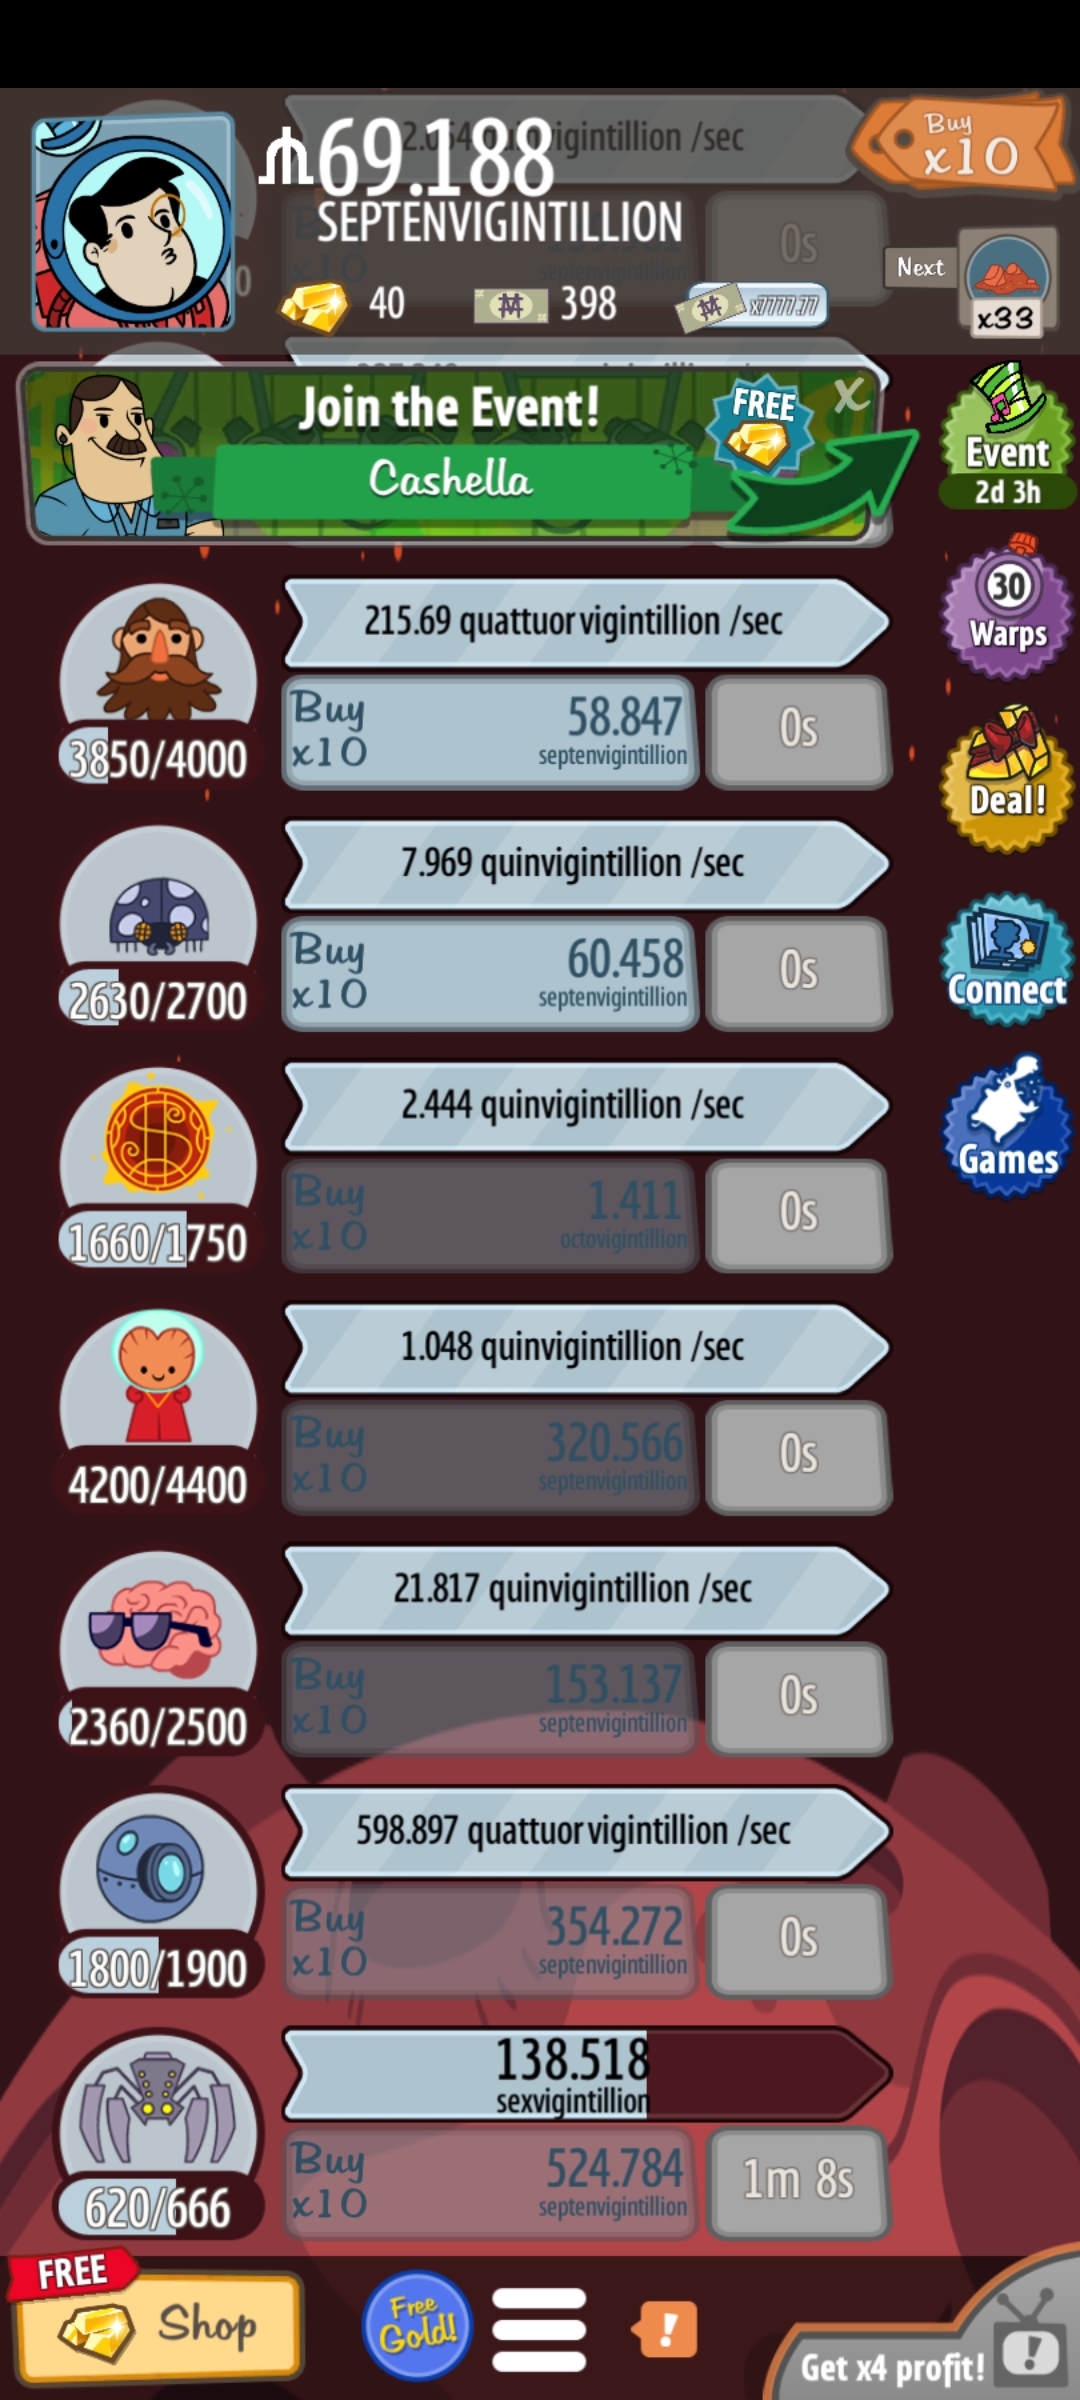 69.188
SEPTENVIGINTILLION
Buy
x10
40
398
x7777.77
Next
x33
Join the Event!
Cashella
FREE
X
Event
2d 3h
30
Warps
Deal!
Connect
Games
215.69 quattuorvigintillion /sec
Buy
x10
58.847
septenvigintillion
0s
3850/4000
7.969 quinvigintillion /sec
Buy
x10
60.458
septenvigintillion
0s
2630/2700
2.444 quinvigintillion /sec
Buy
x10
1.411
octovigintillion
0s
1660/1750
1.048 quinvigintillion /sec
Buy
x10
320.566
septenvigintillion
0s
4200/4400
21.817 quinvigintillion /sec
Buy
x10
153.137
septenvigintillion
0s
2360/2500
598.897 quattuorvigintillion /sec
Buy
x10
354.272
septenvigintillion
0s
1800/1900
138.518
sexvigintillion
Buy
x10
524.784
septenvigintillion
1m 8s
620/666
FREE
Shop
Free
Gold!
!
Get x4 profit!
!